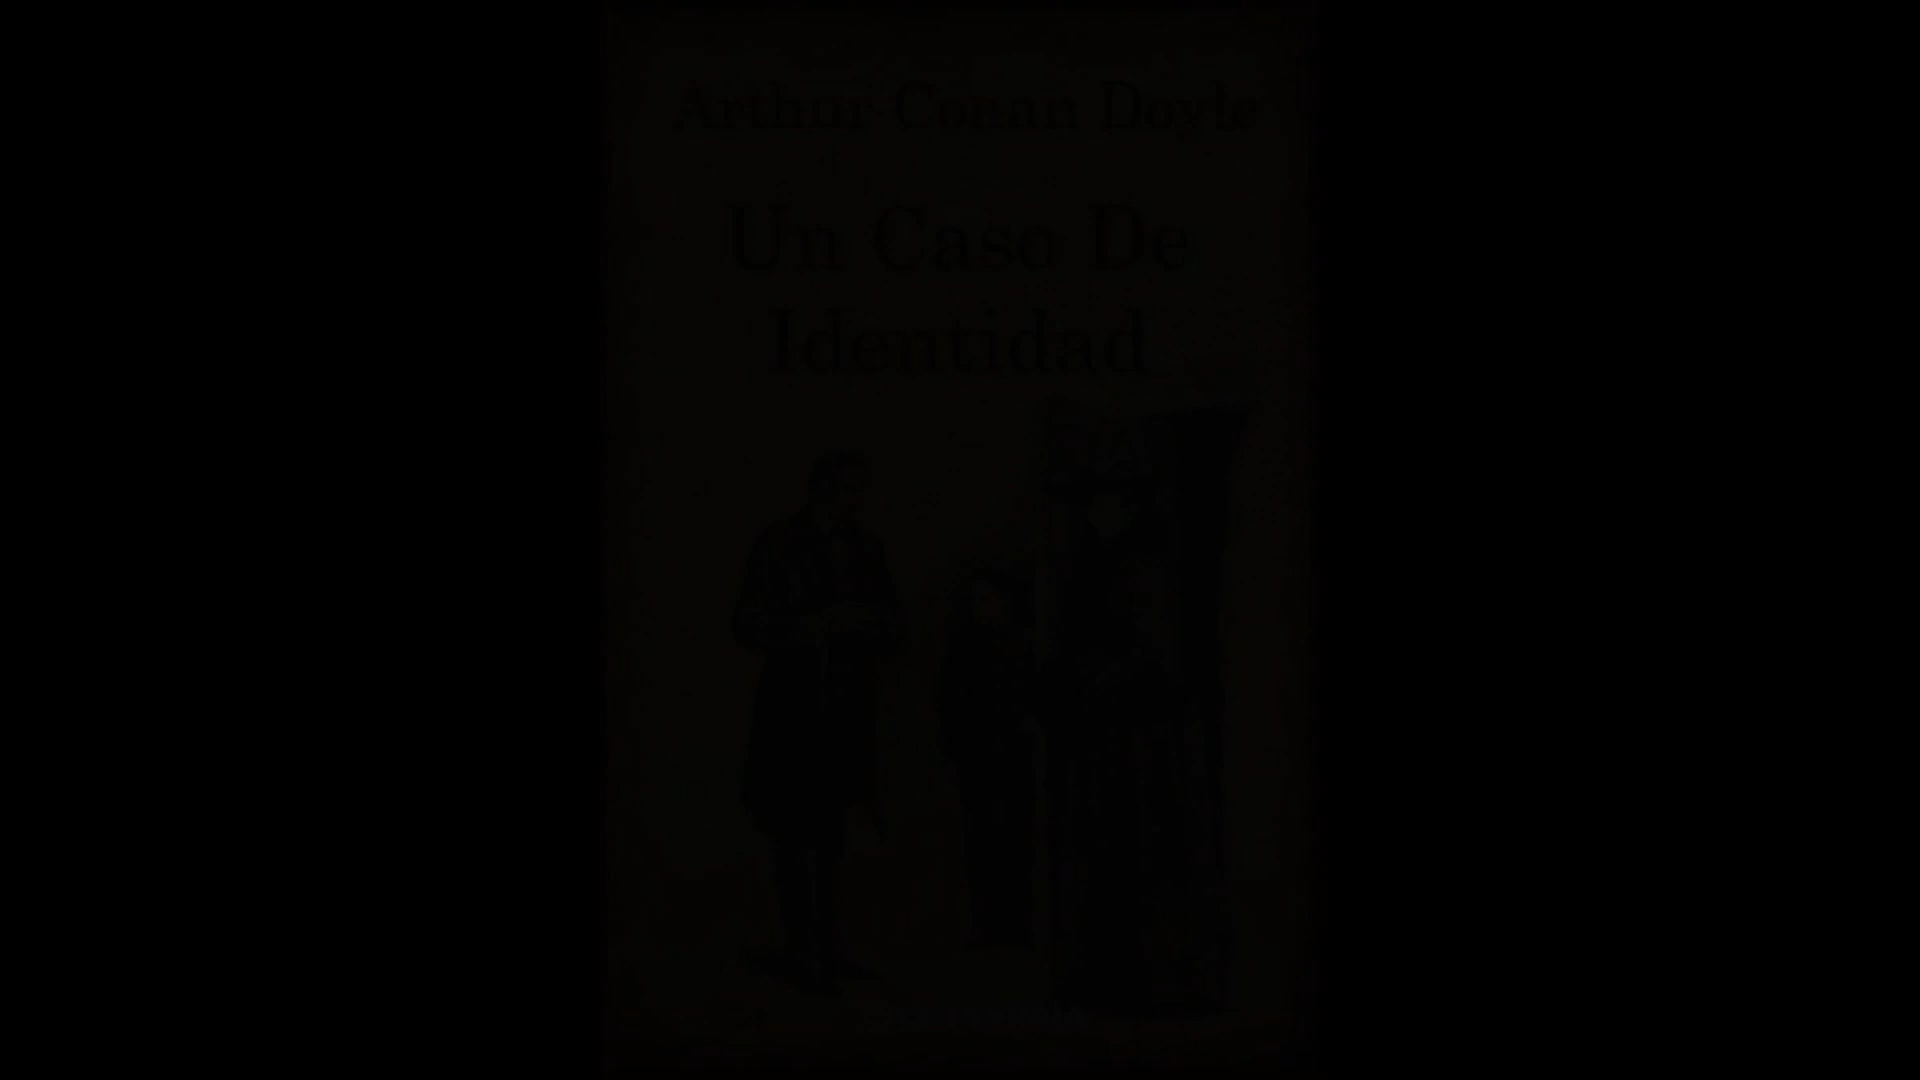 Arthur Conan Doyle
Un Caso De
Identidad